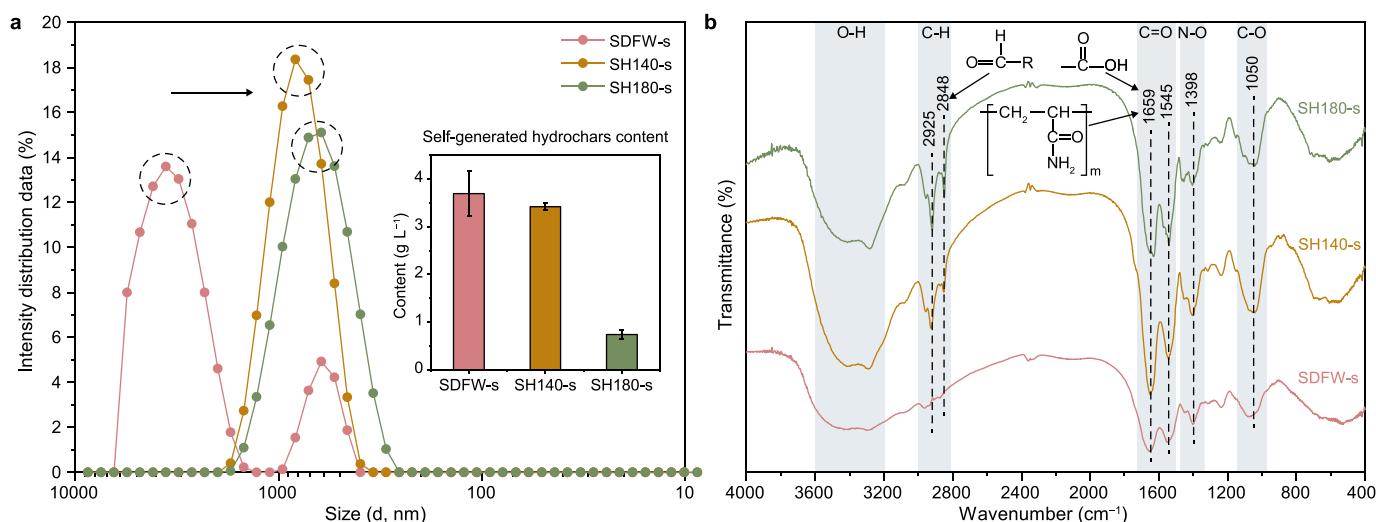 a
20
18
16
14
12
10
8
6
4
2
0
Intensity distribution data (%)
10000
1000
100
10
Size (d, nm)
SDFW-s
SH140-s
SH180-s
Self-generated hydrochars content
4
3
2
1
0
Content (g L⁻¹)
SDFW-s
SH140-s
SH180-s
b
O-H
C-H
C=O
N-O
C-O
H
O=C-R
O
C-OH
CH₂-CH
C=O
NH₂
m
2925
2848
1659
1545
1398
1050
SH180-s
SH140-s
SDFW-s
Transmittance (%)
4000
3600
3200
2800
2400
2000
1600
1200
800
400
Wavenumber (cm⁻¹)